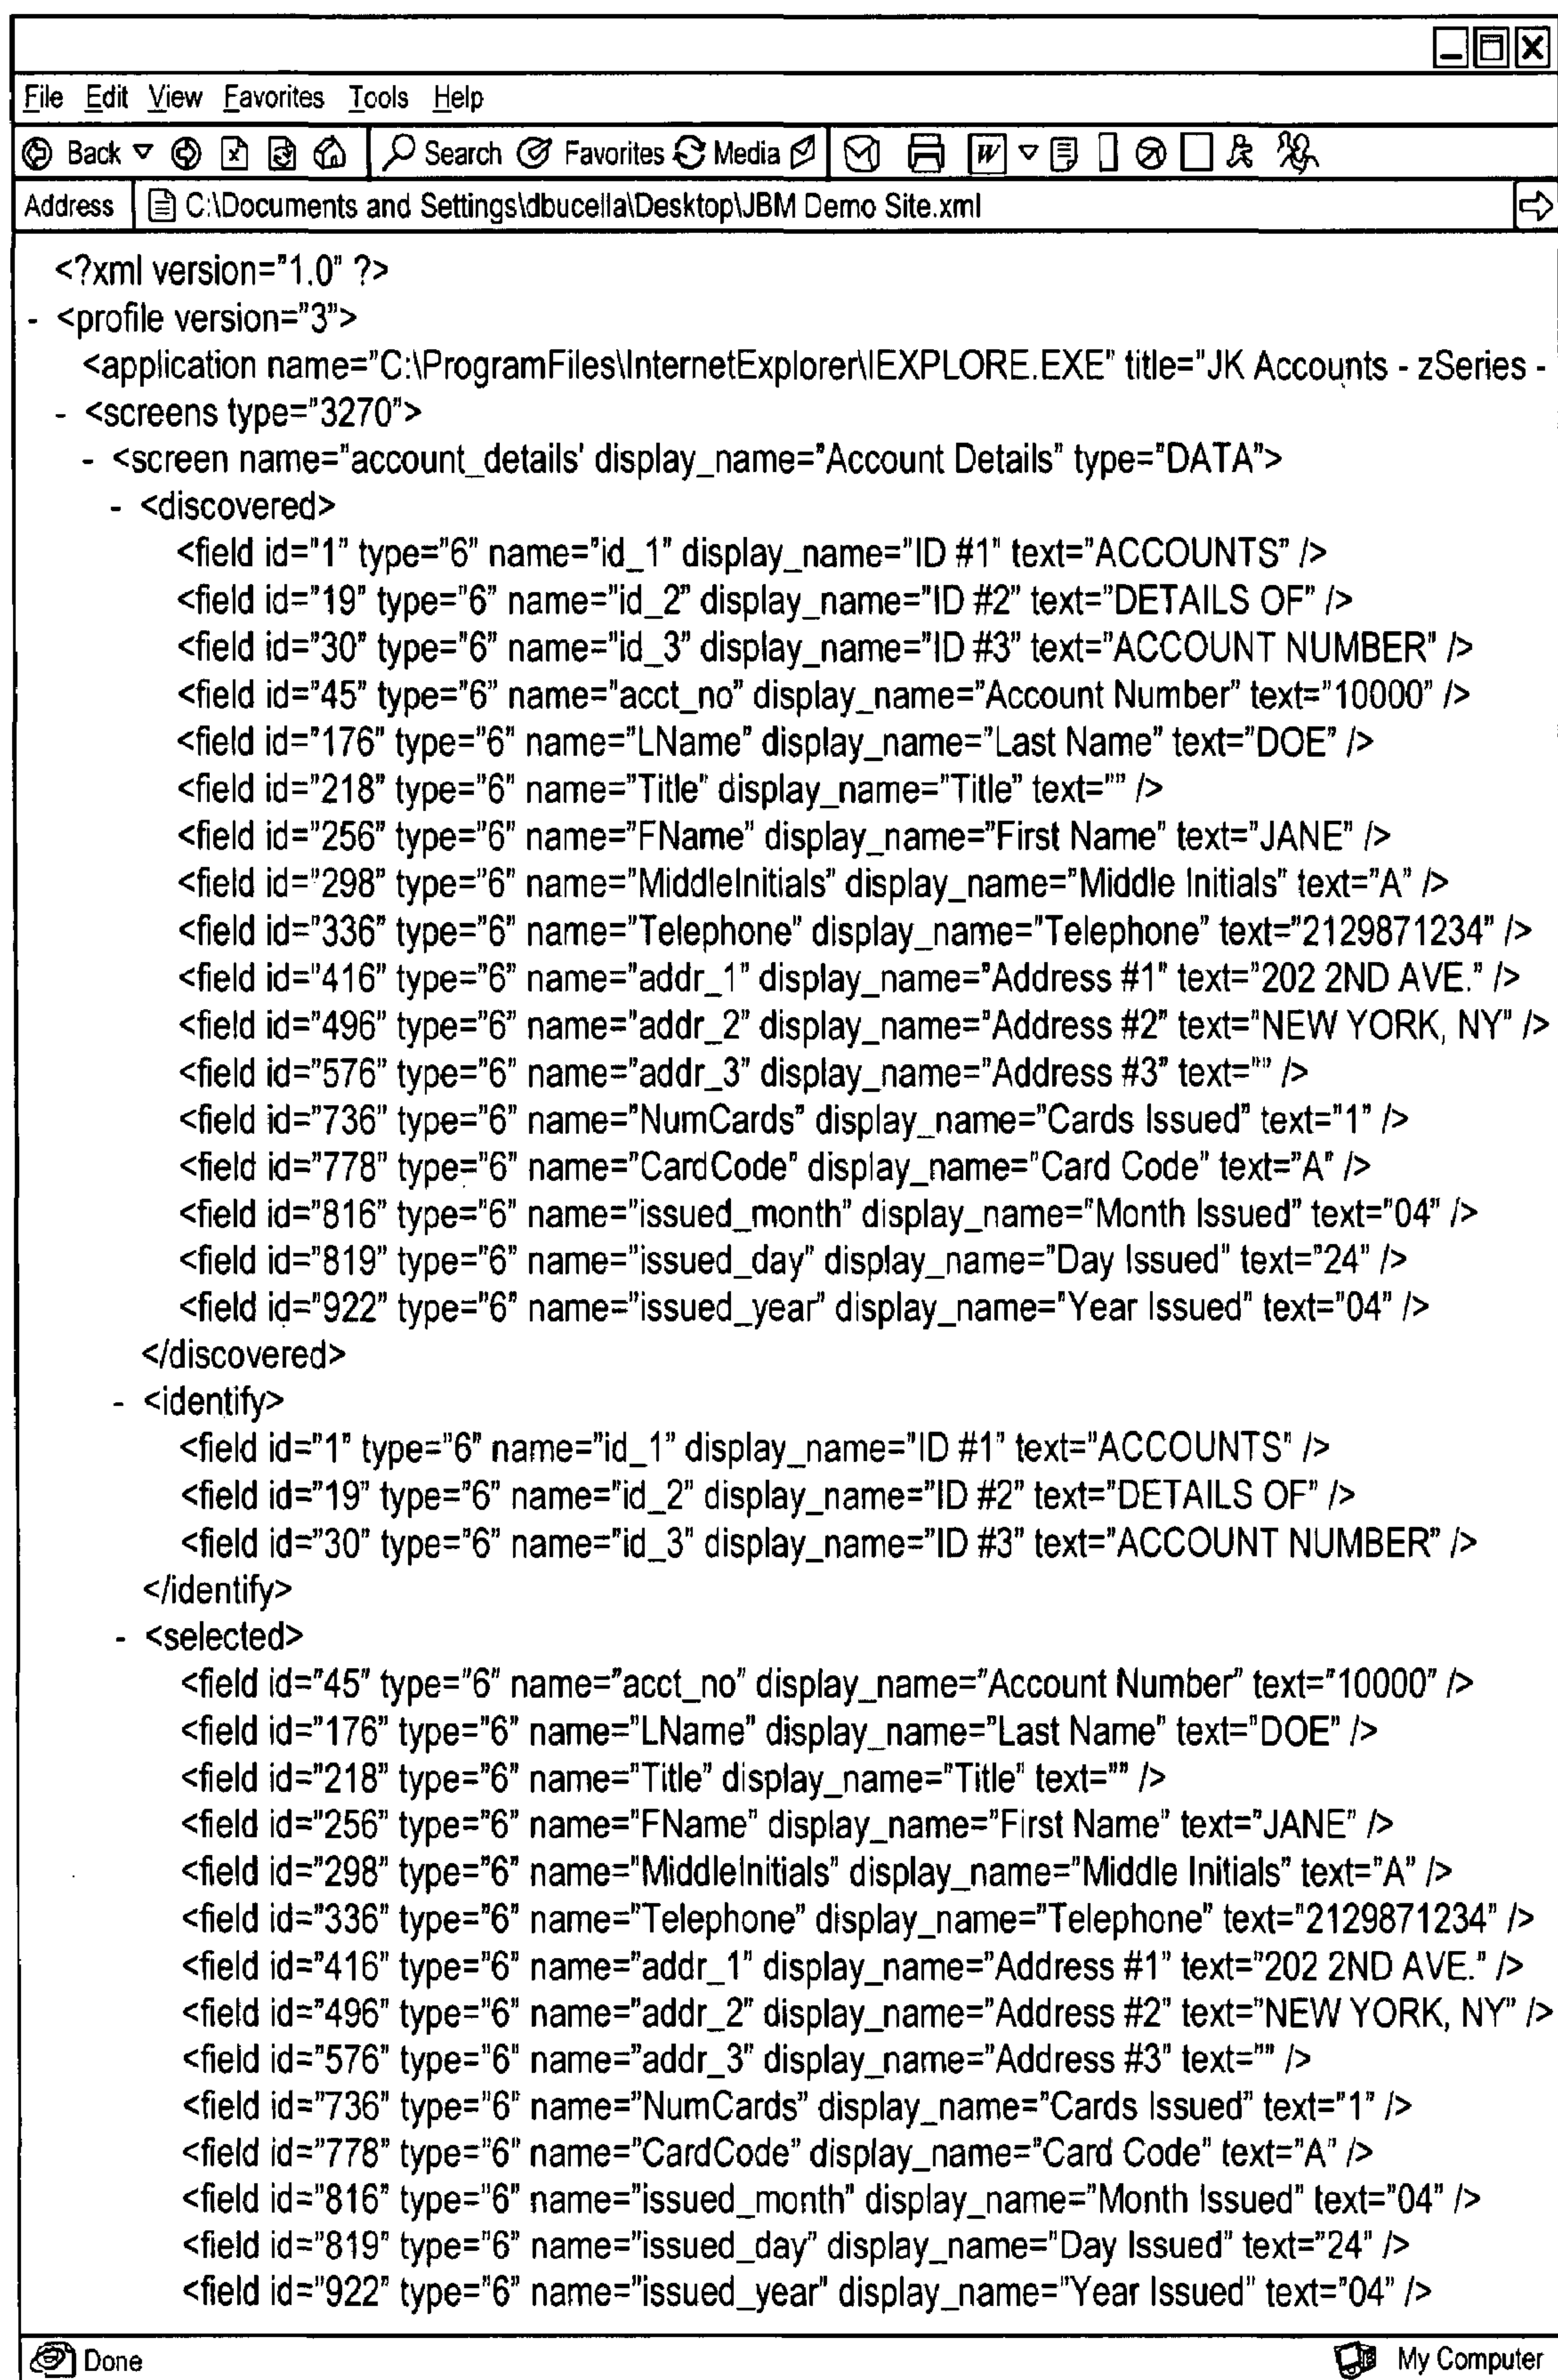 File Edit View Favorites Tools Help
Back Search Favorites Media W
Address C:\Documents and Settings\dbucella\Desktop\JBM Demo Site.xml
<?xml version="1.0" ?>
- <profile version="3">
<application name="C:\ProgramFiles\InternetExplorer\IEXPLORE.EXE" title="JK Accounts - zSeries -
- <screens type="3270">
- <screen name="account_details' display_name="Account Details" type="DATA">
- <discovered>
<field id="1" type="6" name="id_1" display_name="ID #1" text="ACCOUNTS" />
<field id="19" type="6" name="id_2" display_name="ID #2" text="DETAILS OF" />
<field id="30" type="6" name="id_3" display_name="ID #3" text="ACCOUNT NUMBER" />
<field id="45" type="6" name="acct_no" display_name="Account Number" text="10000" />
<field id="176" type="6" name="LName" display_name="Last Name" text="DOE" />
<field id="218" type="6" name="Title" display_name="Title" text="" />
<field id="256" type="6" name="FName" display_name="First Name" text="JANE" />
<field id="298" type="6" name="MiddleInitials" display_name="Middle Initials" text="A" />
<field id="336" type="6" name="Telephone" display_name="Telephone" text="2129871234" />
<field id="416" type="6" name="addr_1" display_name="Address #1" text="202 2ND AVE." />
<field id="496" type="6" name="addr_2" display_name="Address #2" text="NEW YORK, NY" />
<field id="576" type="6" name="addr_3" display_name="Address #3" text="" />
<field id="736" type="6" name="NumCards" display_name="Cards Issued" text="1" />
<field id="778" type="6" name="CardCode" display_name="Card Code" text="A" />
<field id="816" type="6" name="issued_month" display_name="Month Issued" text="04" />
<field id="819" type="6" name="issued_day" display_name="Day Issued" text="24" />
<field id="922" type="6" name="issued_year" display_name="Year Issued" text="04" />
</discovered>
- <identify>
<field id="1" type="6" name="id_1" display_name="ID #1" text="ACCOUNTS" />
<field id="19" type="6" name="id_2" display_name="ID #2" text="DETAILS OF" />
<field id="30" type="6" name="id_3" display_name="ID #3" text="ACCOUNT NUMBER" />
</identify>
- <selected>
<field id="45" type="6" name="acct_no" display_name="Account Number" text="10000" />
<field id="176" type="6" name="LName" display_name="Last Name" text="DOE" />
<field id="218" type="6" name="Title" display_name="Title" text="" />
<field id="256" type="6" name="FName" display_name="First Name" text="JANE" />
<field id="298" type="6" name="MiddleInitials" display_name="Middle Initials" text="A" />
<field id="336" type="6" name="Telephone" display_name="Telephone" text="2129871234" />
<field id="416" type="6" name="addr_1" display_name="Address #1" text="202 2ND AVE." />
<field id="496" type="6" name="addr_2" display_name="Address #2" text="NEW YORK, NY" />
<field id="576" type="6" name="addr_3" display_name="Address #3" text="" />
<field id="736" type="6" name="NumCards" display_name="Cards Issued" text="1" />
<field id="778" type="6" name="CardCode" display_name="Card Code" text="A" />
<field id="816" type="6" name="issued_month" display_name="Month Issued" text="04" />
<field id="819" type="6" name="issued_day" display_name="Day Issued" text="24" />
<field id="922" type="6" name="issued_year" display_name="Year Issued" text="04" />
Done My Computer